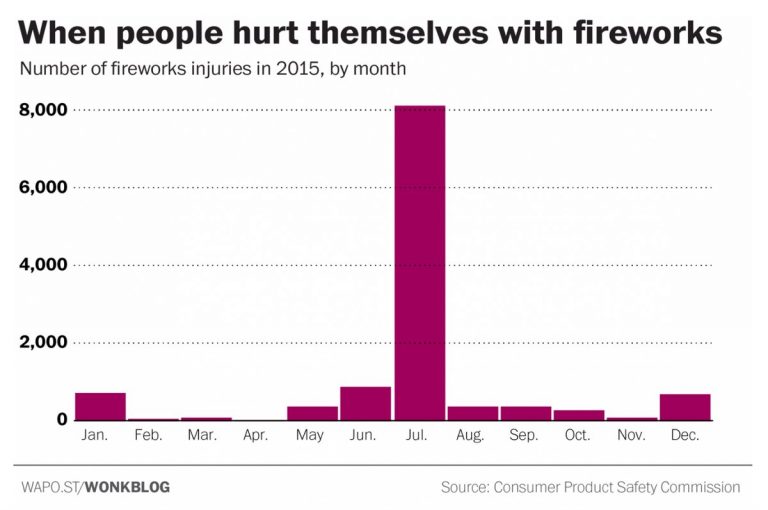 When people hurt themselves with fireworks
Number of fireworks injuries in 2015, by month
8,000
6,000
4,000
2,000
0
Jan. Feb. Mar. Apr. May Jun. Jul. Aug. Sep. Oct. Nov. Dec.
WAPO.ST/WONKBLOG Source: Consumer Product Safety Commission